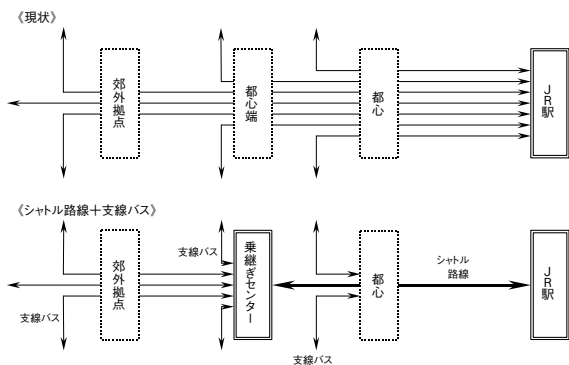 《現状》
郊外拠点
都心端
都心
JR駅
《シャトル路線＋支線バス》
郊外拠点
支線バス
支線バス
乗継ぎセンター
都心
支線バス
シャトル
路線
JR駅